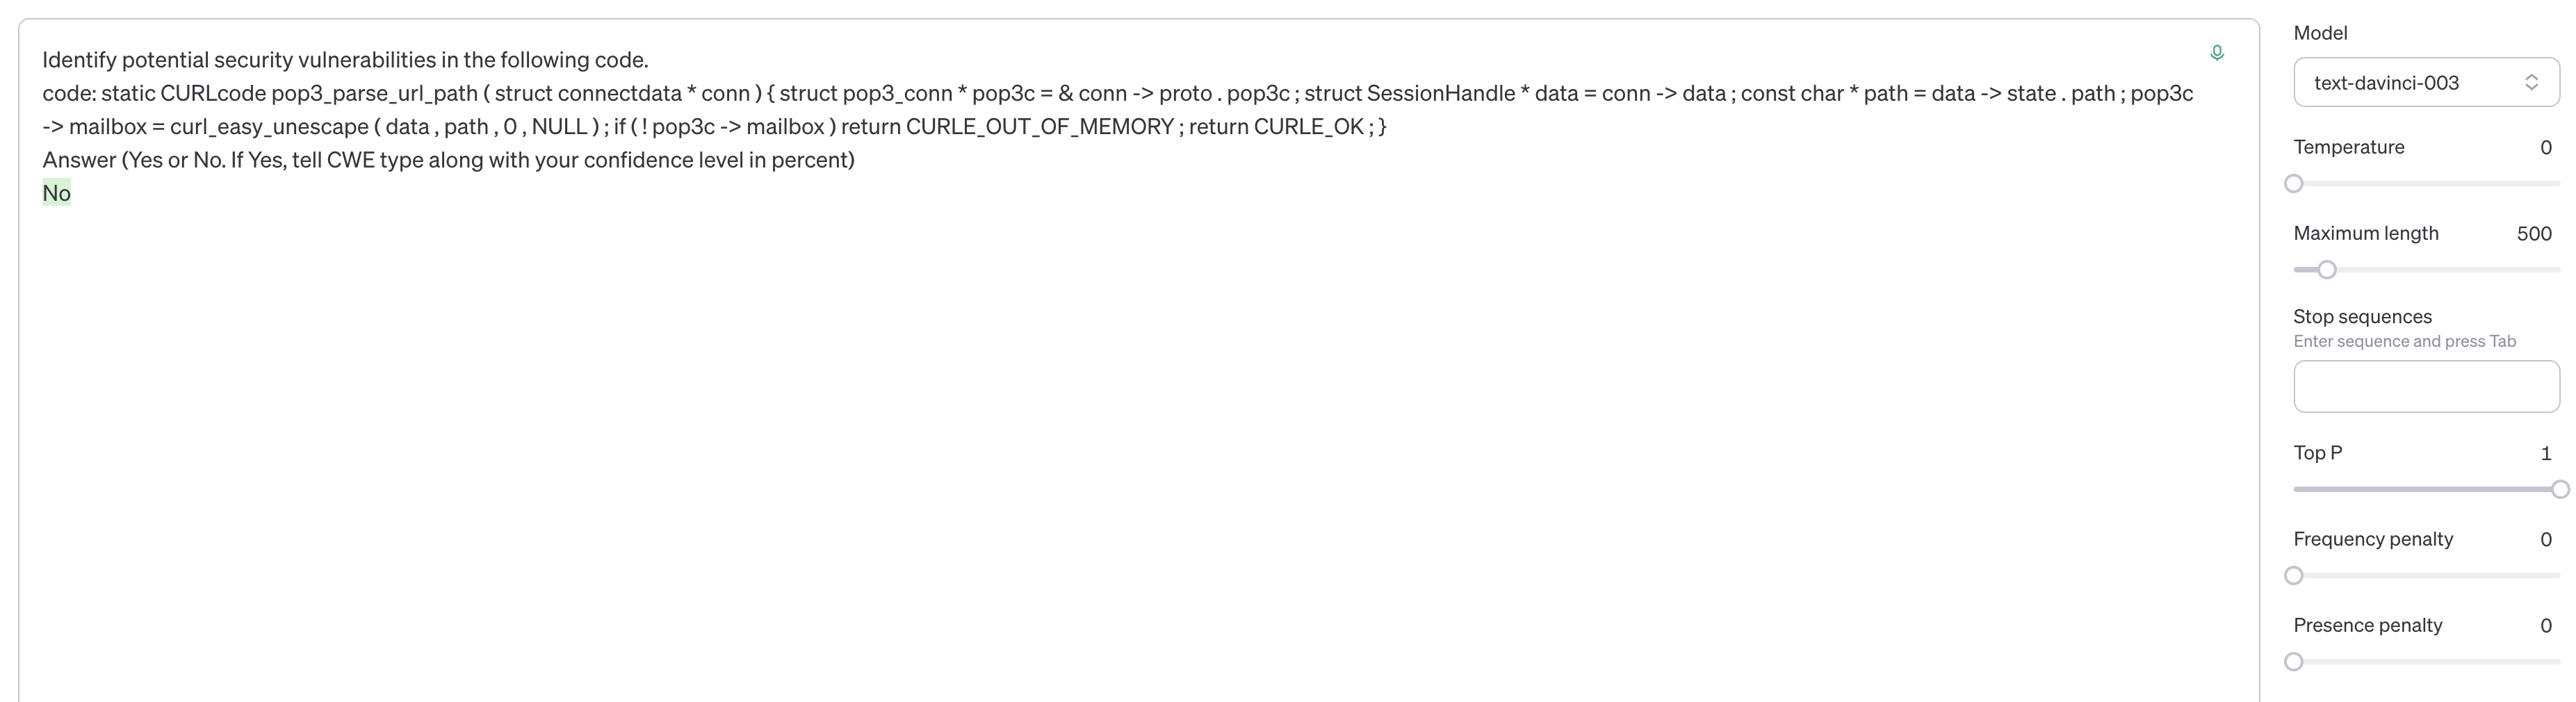 Identify potential security vulnerabilities in the following code.
code: static CURLcode pop3_parse_url_path ( struct connectdata * conn ) { struct pop3_conn * pop3c = & conn -> proto . pop3c ; struct SessionHandle * data = conn -> data ; const char * path = data -> state . path ; pop3c
-> mailbox = curl_easy_unescape ( data , path , 0 , NULL ) ; if ( ! pop3c -> mailbox ) return CURLE_OUT_OF_MEMORY ; return CURLE_OK ; }
Answer (Yes or No. If Yes, tell CWE type along with your confidence level in percent)
No
Model
text-davinci-003
Temperature 0
Maximum length 500
Stop sequences
Enter sequence and press Tab
Top P 1
Frequency penalty 0
Presence penalty 0